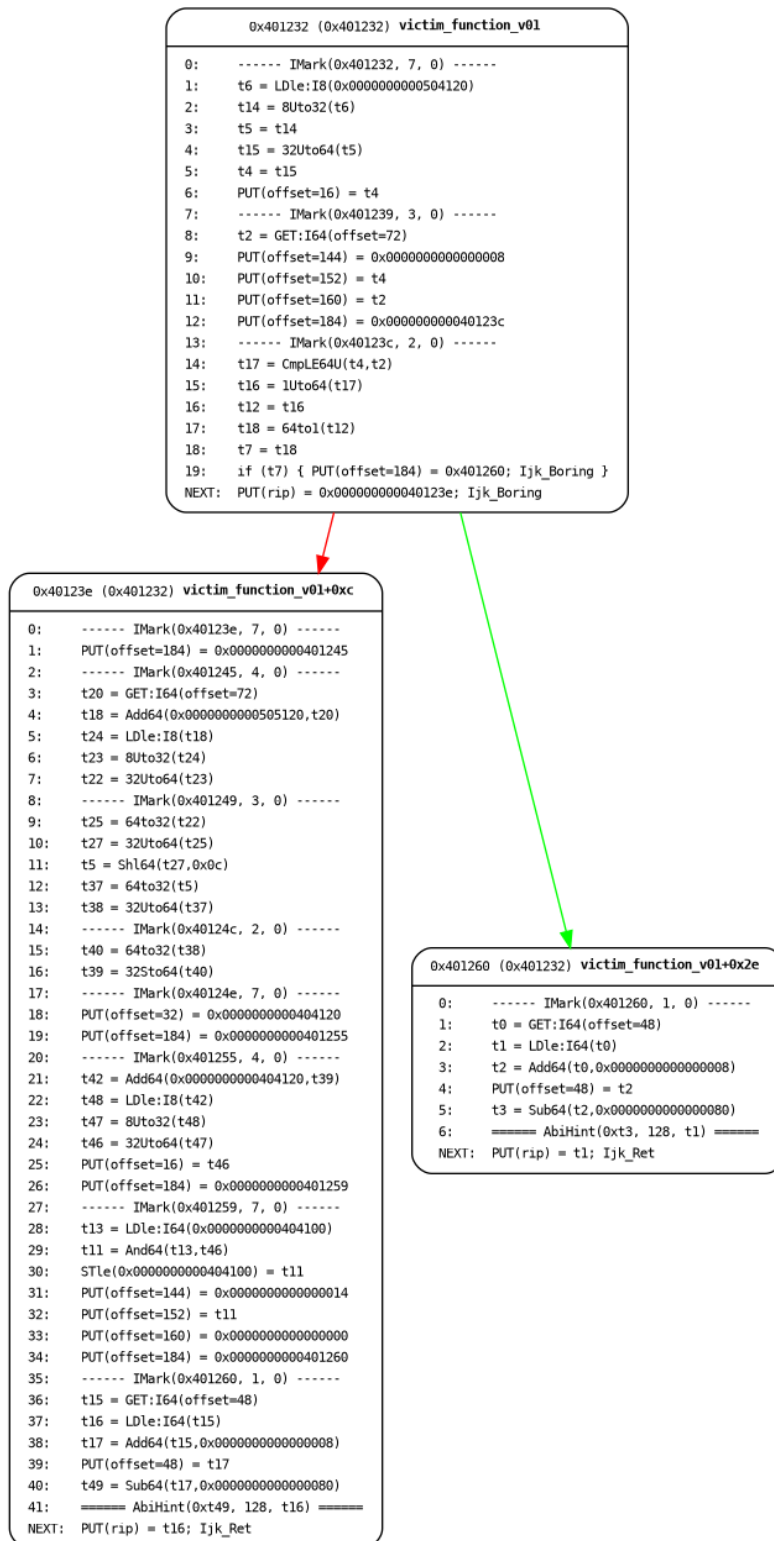 0x401232 (0x401232) victim_function_v01
0: ------ IMark(0x401232, 7, 0) ------
1: t6 = LDle:I8(0x0000000000504120)
2: t14 = 8Uto32(t6)
3: t5 = t14
4: t15 = 32Uto64(t5)
5: t4 = t15
6: PUT(offset=16) = t4
7: ------ IMark(0x401239, 3, 0) ------
8: t2 = GET:I64(offset=72)
9: PUT(offset=144) = 0x0000000000000008
10: PUT(offset=152) = t4
11: PUT(offset=160) = t2
12: PUT(offset=184) = 0x000000000040123c
13: ------ IMark(0x40123c, 2, 0) ------
14: t17 = CmpLE64U(t4,t2)
15: t16 = 1Uto64(t17)
16: t12 = t16
17: t18 = 64to1(t12)
18: t7 = t18
19: if (t7) { PUT(offset=184) = 0x401260; Ijk_Boring }
NEXT: PUT(rip) = 0x000000000040123e; Ijk_Boring
0x40123e (0x401232) victim_function_v01+0xc
0: ------ IMark(0x40123e, 7, 0) ------
1: PUT(offset=184) = 0x0000000000401245
2: ------ IMark(0x401245, 4, 0) ------
3: t20 = GET:I64(offset=72)
4: t18 = Add64(0x0000000000505120,t20)
5: t24 = LDle:I8(t18)
6: t23 = 8Uto32(t24)
7: t22 = 32Uto64(t23)
8: ------ IMark(0x401249, 3, 0) ------
9: t25 = 64to32(t22)
10: t27 = 32Uto64(t25)
11: t5 = Shl64(t27,0x0c)
12: t37 = 64to32(t5)
13: t38 = 32Uto64(t37)
14: ------ IMark(0x40124c, 2, 0) ------
15: t40 = 64to32(t38)
16: t39 = 32Sto64(t40)
17: ------ IMark(0x40124e, 7, 0) ------
18: PUT(offset=32) = 0x0000000000404120
19: PUT(offset=184) = 0x0000000000401255
20: ------ IMark(0x401255, 4, 0) ------
21: t42 = Add64(0x0000000000404120,t39)
22: t48 = LDle:I8(t42)
23: t47 = 8Uto32(t48)
24: t46 = 32Uto64(t47)
25: PUT(offset=16) = t46
26: PUT(offset=184) = 0x0000000000401259
27: ------ IMark(0x401259, 7, 0) ------
28: t13 = LDle:I64(0x0000000000404100)
29: t11 = And64(t13,t46)
30: STle(0x0000000000404100) = t11
31: PUT(offset=144) = 0x0000000000000014
32: PUT(offset=152) = t11
33: PUT(offset=160) = 0x0000000000000000
34: PUT(offset=184) = 0x0000000000401260
35: ------ IMark(0x401260, 1, 0) ------
36: t15 = GET:I64(offset=48)
37: t16 = LDle:I64(t15)
38: t17 = Add64(t15,0x0000000000000008)
39: PUT(offset=48) = t17
40: t49 = Sub64(t17,0x0000000000000080)
41: ====== AbiHint(0xt49, 128, t16) ======
NEXT: PUT(rip) = t16; Ijk_Ret
0x401260 (0x401232) victim_function_v01+0x2e
0: ------ IMark(0x401260, 1, 0) ------
1: t0 = GET:I64(offset=48)
2: t1 = LDle:I64(t0)
3: t2 = Add64(t0,0x0000000000000008)
4: PUT(offset=48) = t2
5: t3 = Sub64(t2,0x0000000000000080)
6: ====== AbiHint(0xt3, 128, t1) ======
NEXT: PUT(rip) = t1; Ijk_Ret